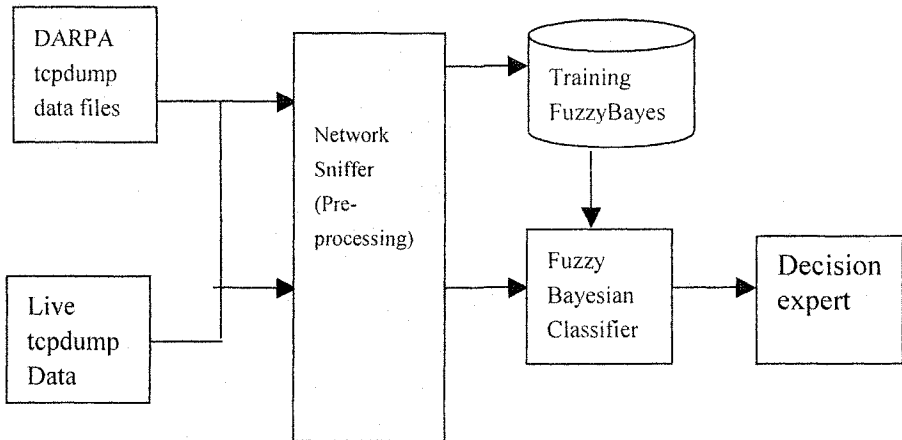 DARPA
tcpdump
data files
Network
Sniffer
(Pre-
processing)
Training
FuzzyBayes
Live
tcpdump
Data
Fuzzy
Bayesian
Classifier
Decision
expert